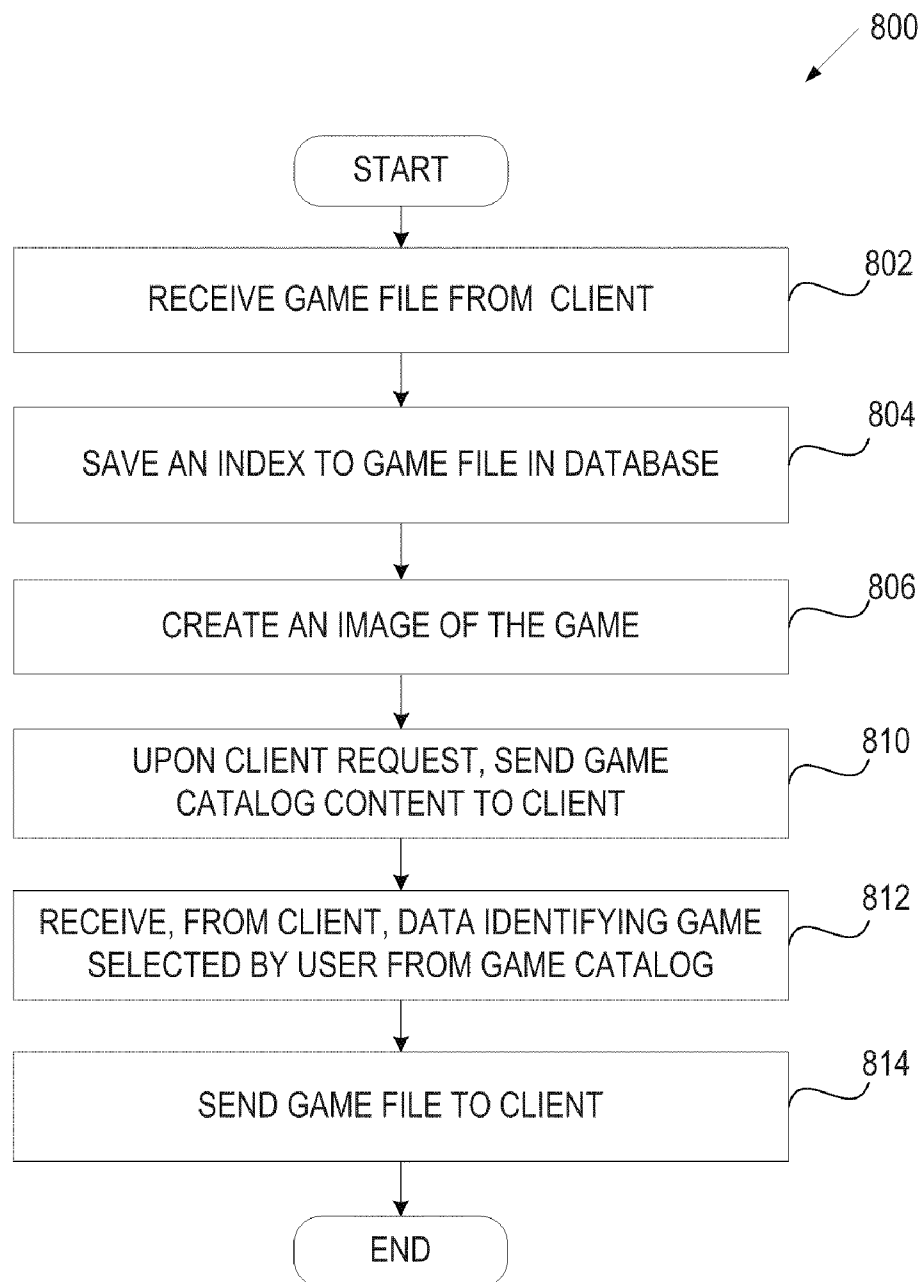 800
START
RECEIVE GAME FILE FROM CLIENT
802
SAVE AN INDEX TO GAME FILE IN DATABASE
804
CREATE AN IMAGE OF THE GAME
806
UPON CLIENT REQUEST, SEND GAME
CATALOG CONTENT TO CLIENT
810
RECEIVE, FROM CLIENT, DATA IDENTIFYING GAME
SELECTED BY USER FROM GAME CATALOG
812
SEND GAME FILE TO CLIENT
814
END